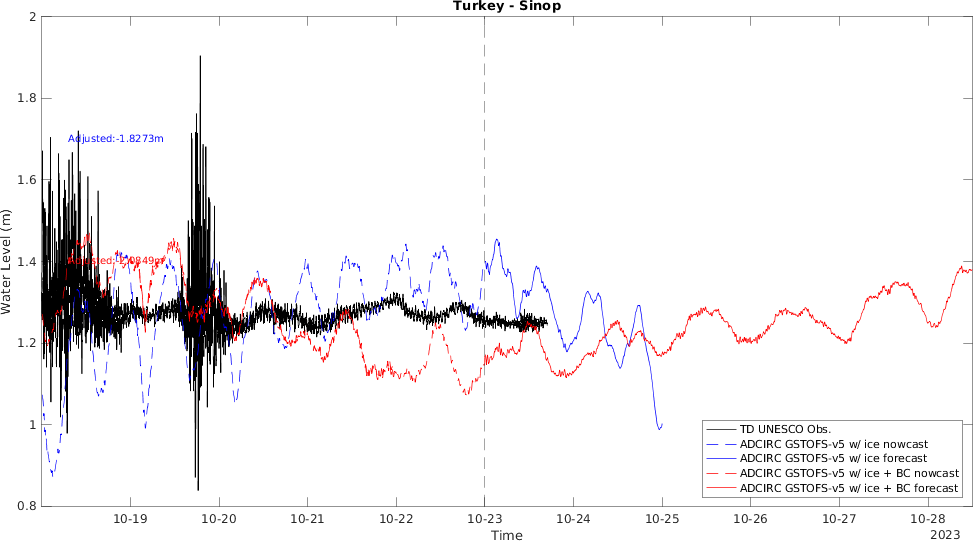 Turkey - Sinop
2
1.8
1.6
1.4
1.2
1
0.8
Water Level (m)
Adjusted:-1.8273m
Adjusted:-2.0849m
10-19
10-20
10-21
10-22
10-23
10-24
10-25
10-26
10-27
10-28
2023
Time
TD UNESCO Obs.
ADCIRC GSTOFS-v5 w/ ice nowcast
ADCIRC GSTOFS-v5 w/ ice forecast
ADCIRC GSTOFS-v5 w/ ice + BC nowcast
ADCIRC GSTOFS-v5 w/ ice + BC forecast